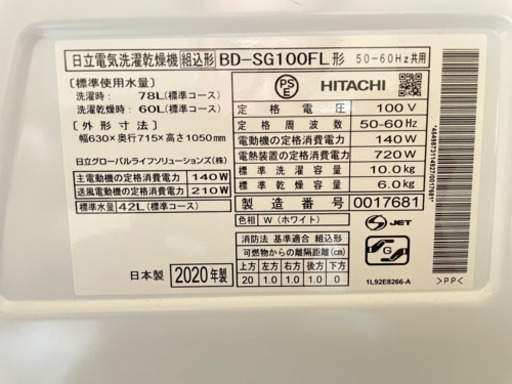 日立電気洗濯乾燥機 組込形 BD-SG100FL形 50-60Hz共用
［標準使用水量］
洗濯時：78L(標準コース)
洗濯乾燥時：60L(標準コース)
［外形寸法］
幅630×奥行715×高さ1050mm
日立グローバルライフソリューションズ(株)
主電動機の定格消費電力 140W
送風電動機の定格消費電力 210W
標準水量 42L(標準コース)
日本製 2020年製
PS
E
HITACHI
定格電圧 100V
定格周波数 50-60Hz
電動機の定格消費電力 140W
電熱装置の定格消費電力 720W
標準洗濯容量 10.0kg
標準乾燥容量 6.0kg
製造番号 0017681
色相 W(ホワイト)
消防法 基準適合 組込形
可燃物からの離隔距離(cm)
上方 左方 右方 前方 後方 下方
20 1.0 1.0 1.0 1.0 0
S JET
G
1L92E8266-A
>PP<